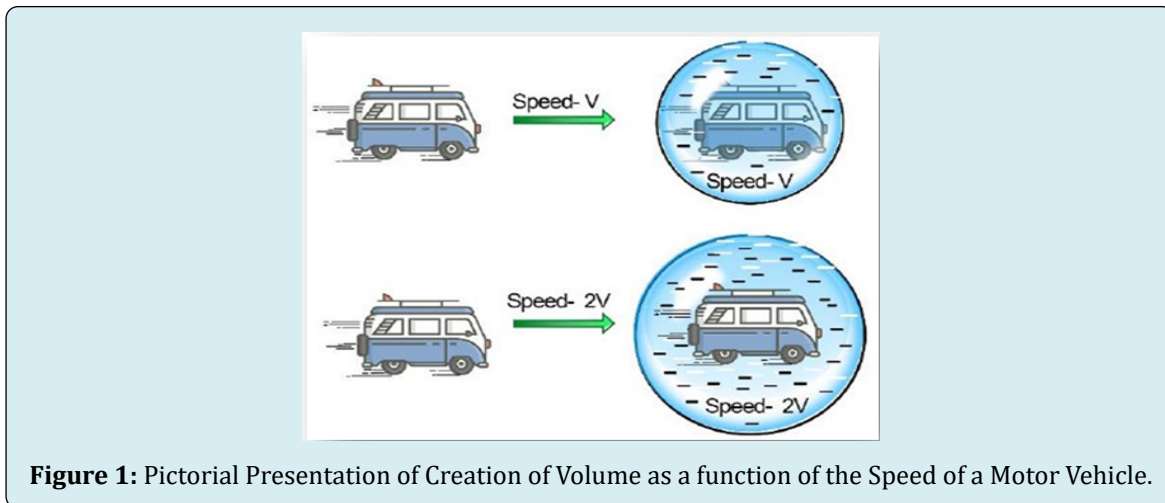 Speed- V
Speed- V
Speed- 2V
Speed- 2V
Figure 1: Pictorial Presentation of Creation of Volume as a function of the Speed of a Motor Vehicle.